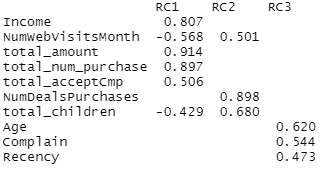 RC1 RC2 RC3
Income 0.807
NumWebVisitsMonth -0.568 0.501
total_amount 0.914
total_num_purchase 0.897
total_acceptCmp 0.506
NumDealsPurchases 0.898
total_children -0.429 0.680
Age 0.620
Complain 0.544
Recency 0.473